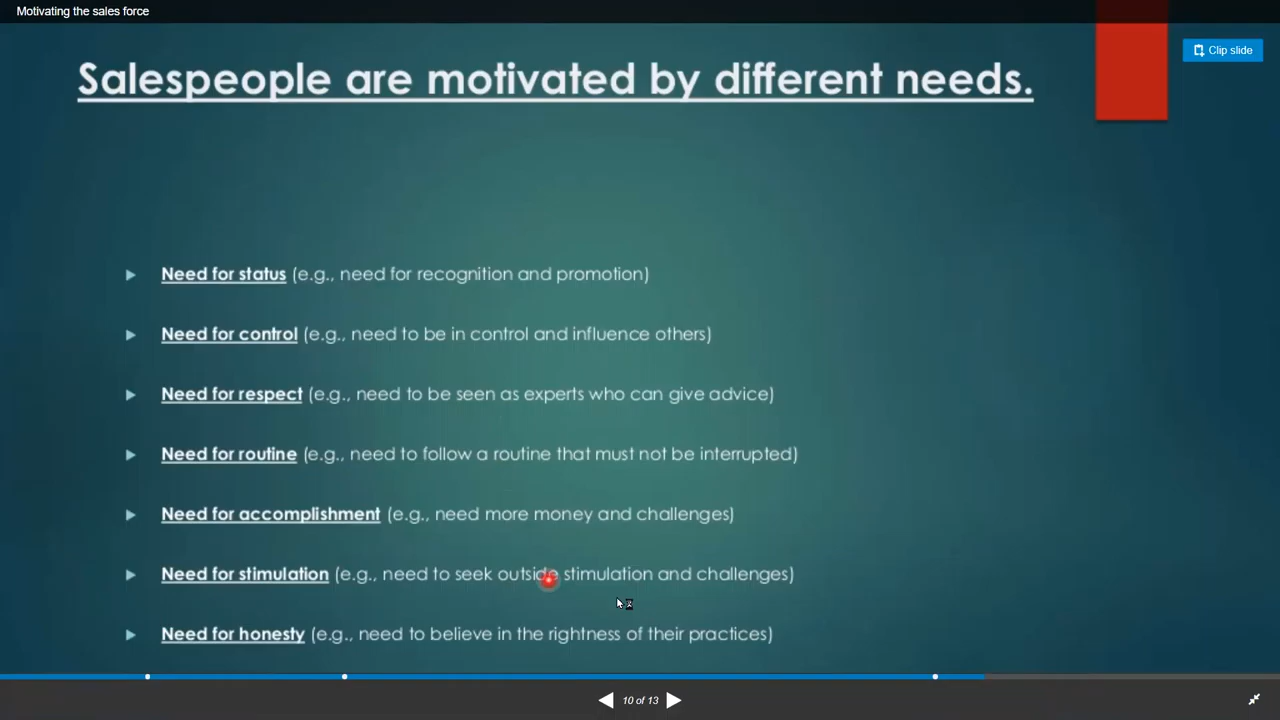 Motivating the sales force
Clip slide
Salespeople are motivated by different needs.
Need for status (e.g., need for recognition and promotion)
Need for control (e.g., need to be in control and influence others)
Need for respect (e.g., need to be seen as experts who can give advice)
Need for routine (e.g., need to follow a routine that must not be interrupted)
Need for accomplishment (e.g., need more money and challenges)
Need for stimulation (e.g., need to seek outside stimulation and challenges)
Need for honesty (e.g., need to believe in the rightness of their practices)
10 of 13